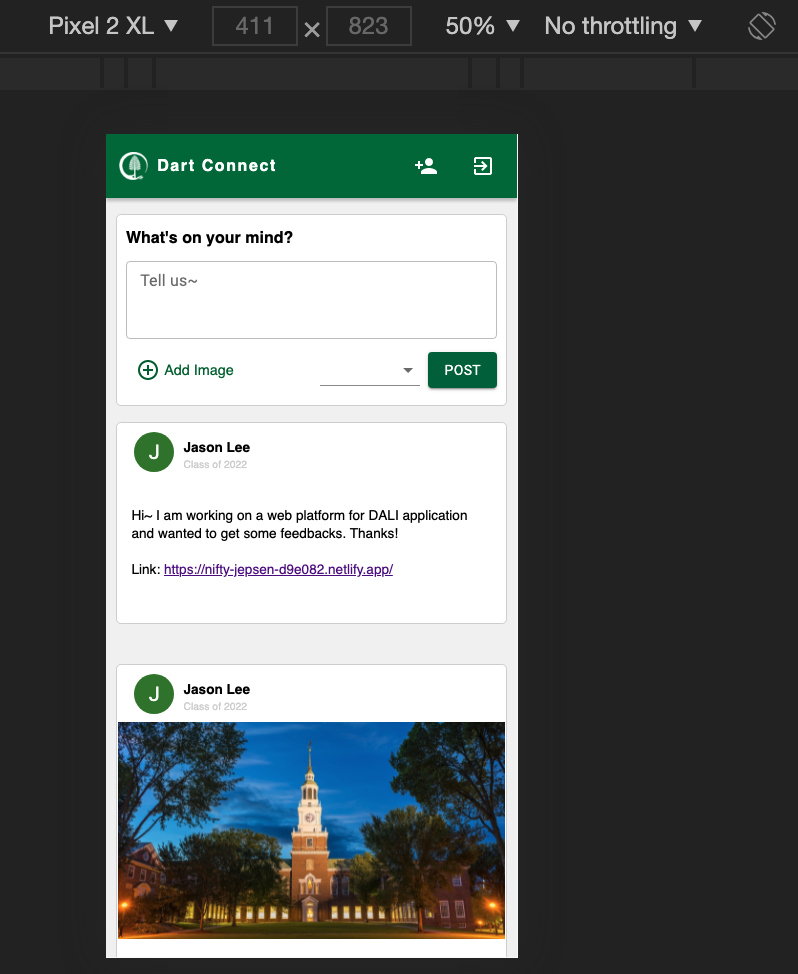 Pixel 2 XL ▼ 411 × 823 50% ▼ No throttling ▼
Dart Connect
What's on your mind?
Tell us~
Add Image POST
J Jason Lee
Class of 2022
Hi~ I am working on a web platform for DALI application
and wanted to get some feedbacks. Thanks!
Link: https://nifty-jepsen-d9e082.netlify.app/
J Jason Lee
Class of 2022